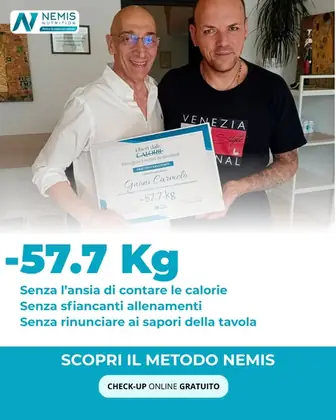 NEMIS
NUTRITION
VENEZIA
CALORIE
-57.7 kg
-57.7 Kg
Senza l'ansia di contare le calorie
Senza sfiancanti allenamenti
Senza rinunciare ai sapori della tavola
SCOPRI IL METODO NEMIS
CHECK-UP ONLINE GRATUITO